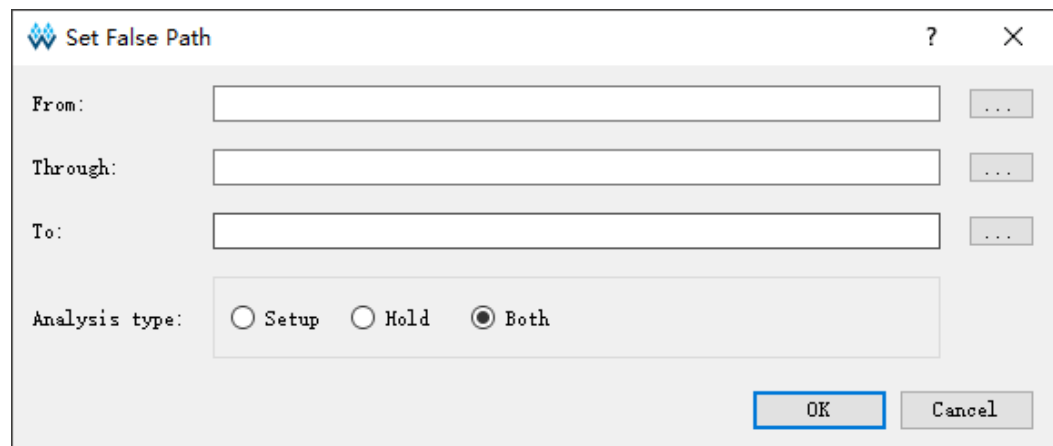 Set False Path ?
From: ...
Through: ...
To: ...
Analysis type: Setup Hold Both
OK Cancel